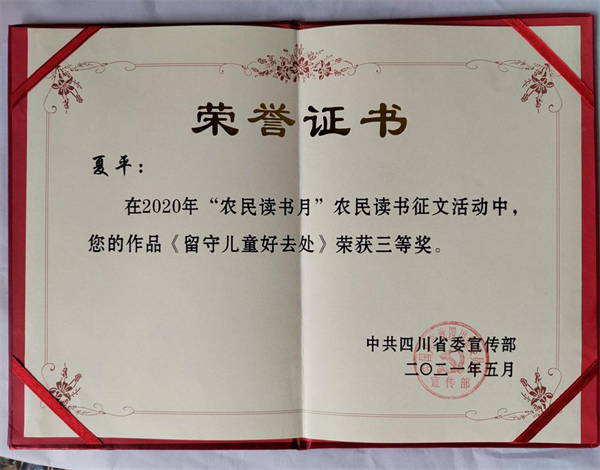 荣誉证书
夏平：
在2020年“农民读书月”农民读书征文活动中，
您的作品《留守儿童好去处》荣获三等奖。
中共四川省委宣传部
二〇二一年五月
宣传部